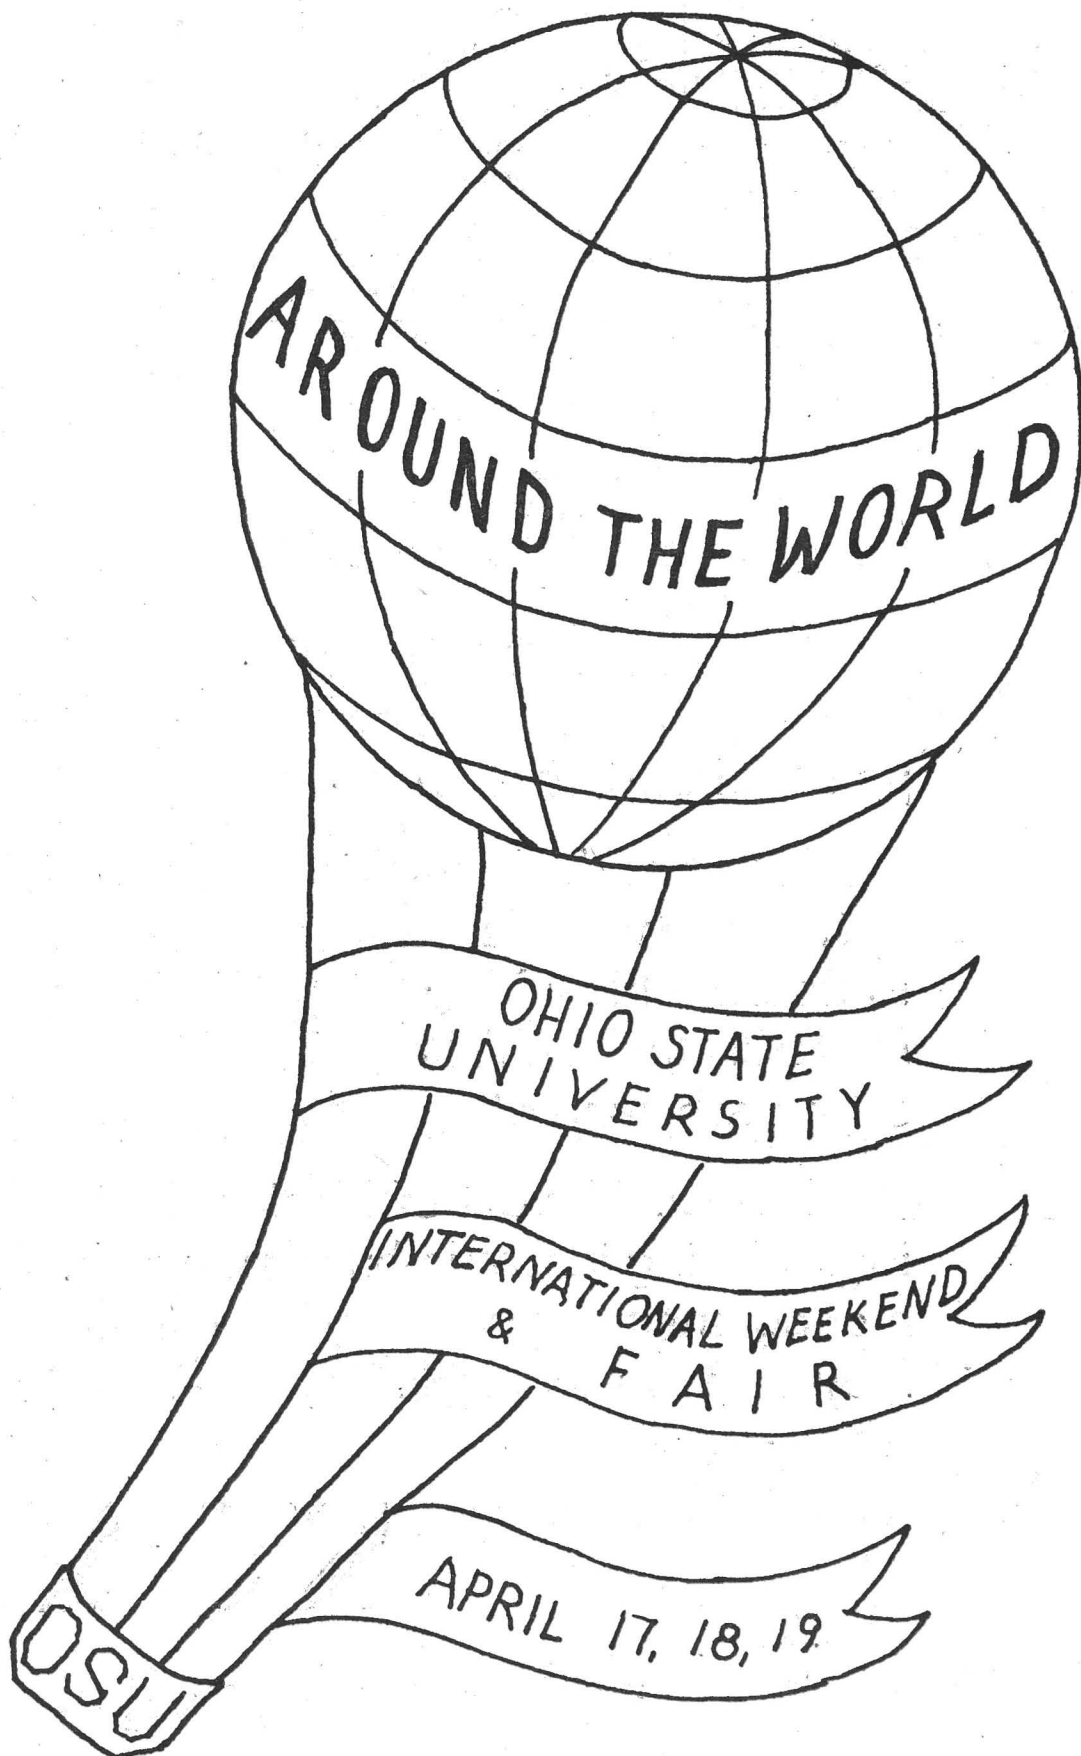 AROUND THE WORLD
OHIO STATE
UNIVERSITY
INTERNATIONAL WEEKEND
& FAIR
APRIL 17, 18, 19
OSU